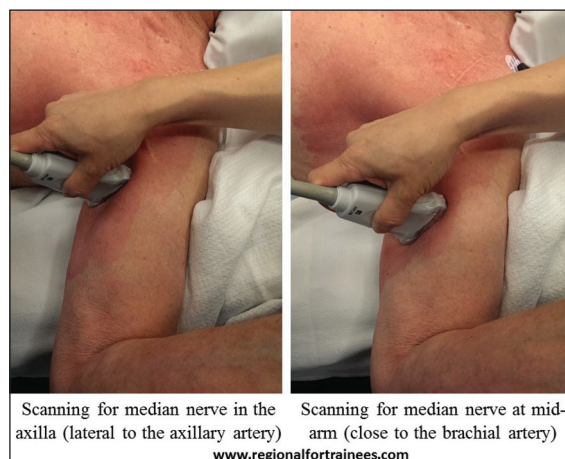 Scanning for median nerve in the
axilla (lateral to the axillary artery)
Scanning for median nerve at mid-
arm (close to the brachial artery)
www.regionalfortrainees.com